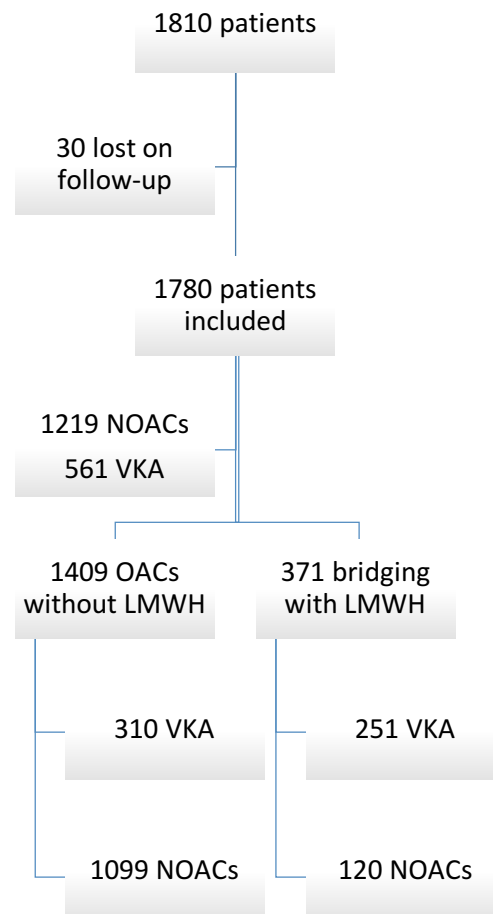 1810 patients
30 lost on
follow-up
1780 patients
included
1219 NOACs
561 VKA
1409 OACs
without LMWH
371 bridging
with LMWH
310 VKA
251 VKA
1099 NOACs
120 NOACs